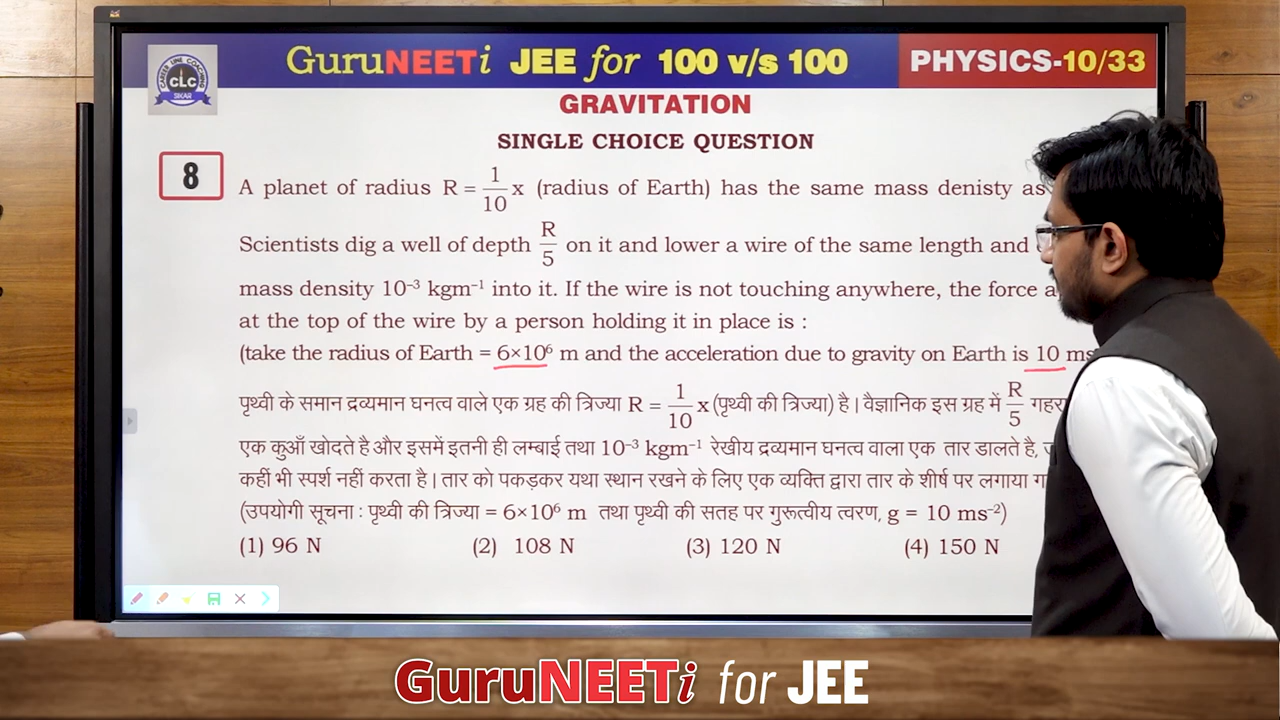 GuruNEETi JEE for 100 v/s 100
PHYSICS-10/33
CLC
SIKAR
GRAVITATION
SINGLE CHOICE QUESTION
8
A planet of radius R = 1/10 x (radius of Earth) has the same mass denisty as
Scientists dig a well of depth R/5 on it and lower a wire of the same length and
mass density 10⁻³ kgm⁻¹ into it. If the wire is not touching anywhere, the force
at the top of the wire by a person holding it in place is :
(take the radius of Earth = 6×10⁶ m and the acceleration due to gravity on Earth is 10
पृथ्वी के समान द्रव्यमान घनत्व वाले एक ग्रह की त्रिज्या R = 1/10 x (पृथ्वी की त्रिज्या) है। वैज्ञानिक इस ग्रह में R/5
एक कुआँ खोदते है और इसमें इतनी ही लम्बाई तथा 10⁻³ kgm⁻¹ रेखीय द्रव्यमान घनत्व वाला एक तार डालते है,
कहीं भी स्पर्श नहीं करता है। तार को पकड़कर यथा स्थान रखने के लिए एक व्यक्ति द्वारा तार के शीर्ष पर लगाया
(उपयोगी सूचना : पृथ्वी की त्रिज्या = 6×10⁶ m तथा पृथ्वी की सतह पर गुरूत्वीय त्वरण, g = 10 ms⁻²)
(1) 96 N (2) 108 N (3) 120 N (4) 150 N
GuruNEETi for JEE